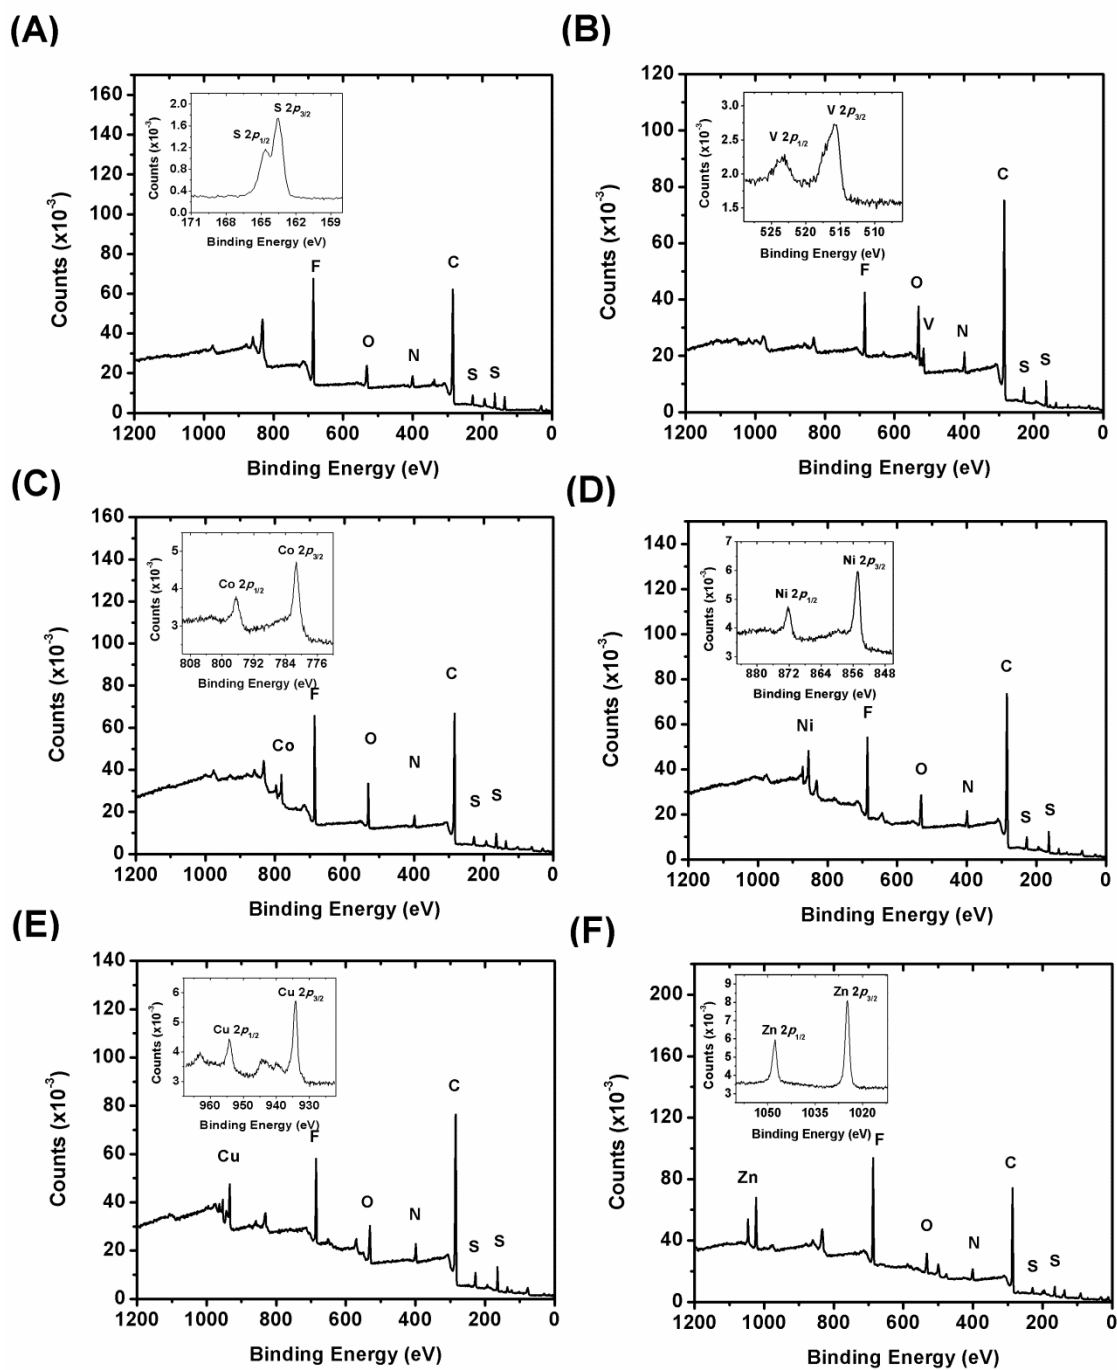 (A)
Counts (x10-3)
160
140
120
100
80
60
40
20
0
1200 1000 800 600 400 200 0
Binding Energy (eV)
F
O
N
C
S S
Counts (x10-3)
2.0
1.6
1.2
0.8
0.4
0.0
S 2p1/2
S 2p3/2
171 168 165 162 159
Binding Energy (eV)
(B)
Counts (x10-3)
120
100
80
60
40
20
0
1200 1000 800 600 400 200 0
Binding Energy (eV)
F
O
V
N
C
S S
Counts (x10-3)
3.0
2.5
2.0
1.5
V 2p1/2
V 2p3/2
525 520 515 510
Binding Energy (eV)
(C)
Counts (x10-3)
160
140
120
100
80
60
40
20
0
1200 1000 800 600 400 200 0
Binding Energy (eV)
Co
F
O
N
C
S S
Counts (x10-3)
5
4
3
Co 2p1/2
Co 2p3/2
808 800 792 784 776
Binding Energy (eV)
(D)
Counts (x10-3)
140
120
100
80
60
40
20
0
1200 1000 800 600 400 200 0
Binding Energy (eV)
Ni
F
O
N
C
S S
Counts (x10-3)
7
6
5
4
3
Ni 2p1/2
Ni 2p3/2
880 872 864 856 848
Binding Energy (eV)
(E)
Counts (x10-3)
140
120
100
80
60
40
20
0
1200 1000 800 600 400 200 0
Binding Energy (eV)
Cu
F
O
N
C
S S
Counts (x10-3)
6
5
4
3
Cu 2p1/2
Cu 2p3/2
960 950 940 930
Binding Energy (eV)
(F)
Counts (x10-3)
200
160
120
80
40
0
1200 1000 800 600 400 200 0
Binding Energy (eV)
Zn
F
O
N
C
S S
Counts (x10-3)
9
8
7
6
5
4
3
2
Zn 2p1/2
Zn 2p3/2
1050 1035 1020
Binding Energy (eV)